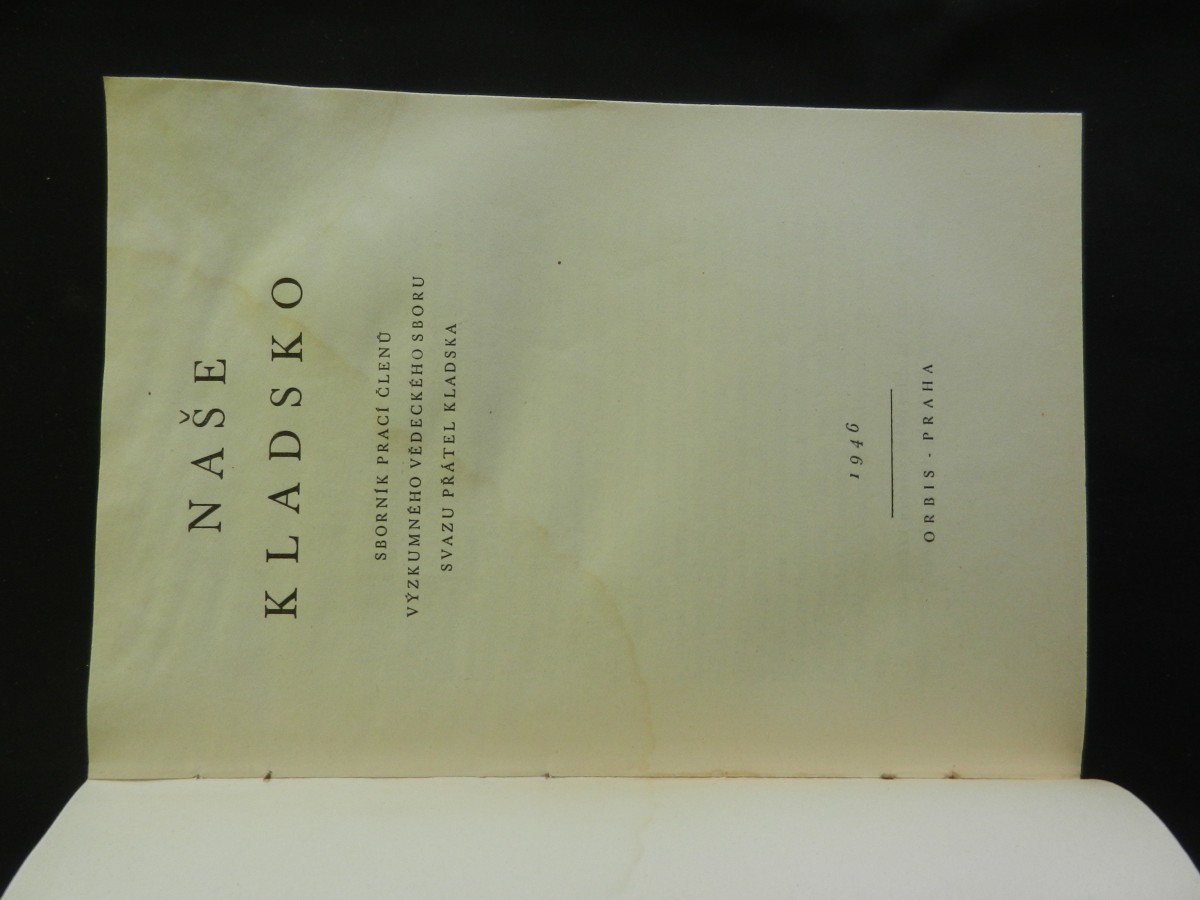 NAŠE
KLADSKO
SBORNÍK PRACÍ ČLENŮ
VÝZKUMNÉHO VĚDECKÉHO SBORU
SVAZU PŘÁTEL KLADSKA
1946
ORBIS - PRAHA